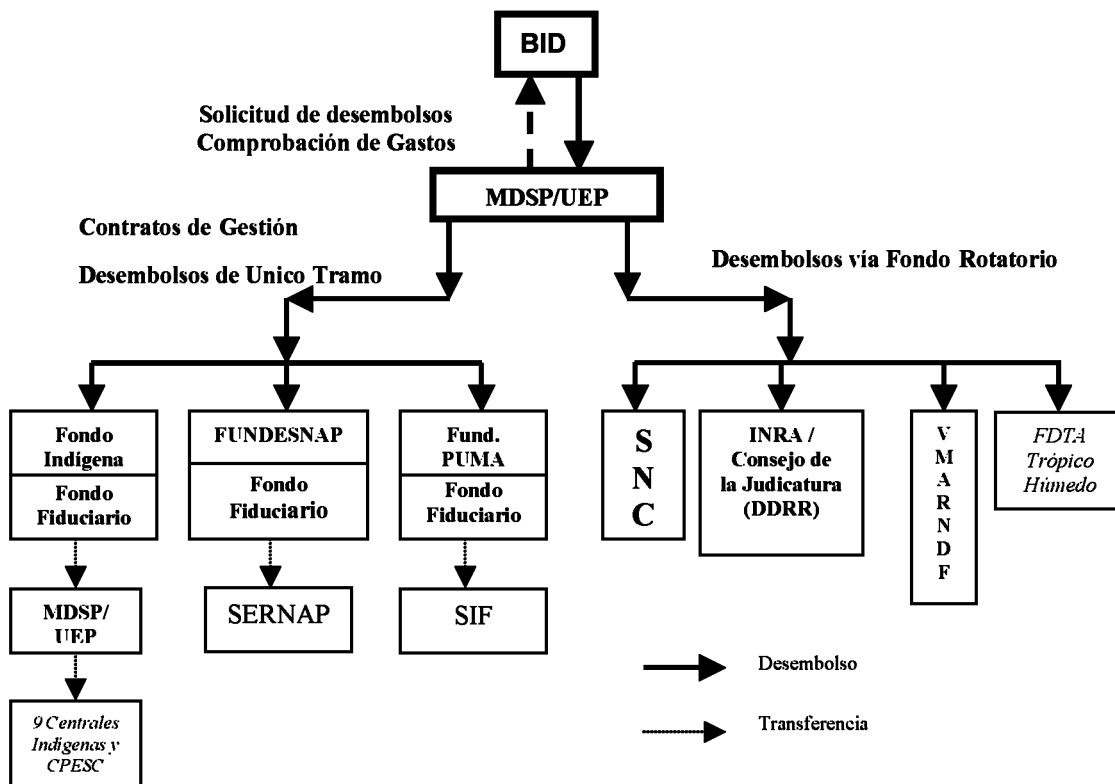 BID
Solicitud de desembolsos
Comprobación de Gastos
MDSP/UEP
Contratos de Gestión
Desembolsos de Unico Tramo
Desembolsos vía Fondo Rotatorio
Fondo
Indígena
Fondo
Fiduciario
FUNDESNAP
Fondo
Fiduciario
Fund.
PUMA
Fondo
Fiduciario
S
N
C
INRA /
Consejo de
la Judicatura
(DDRR)
V
M
A
R
N
D
F
FDTA
Trópico
Húmedo
MDSP/
UEP
SERNAP
SIF
9 Centrales
Indigenas y
CPESC
Desembolso
Transferencia